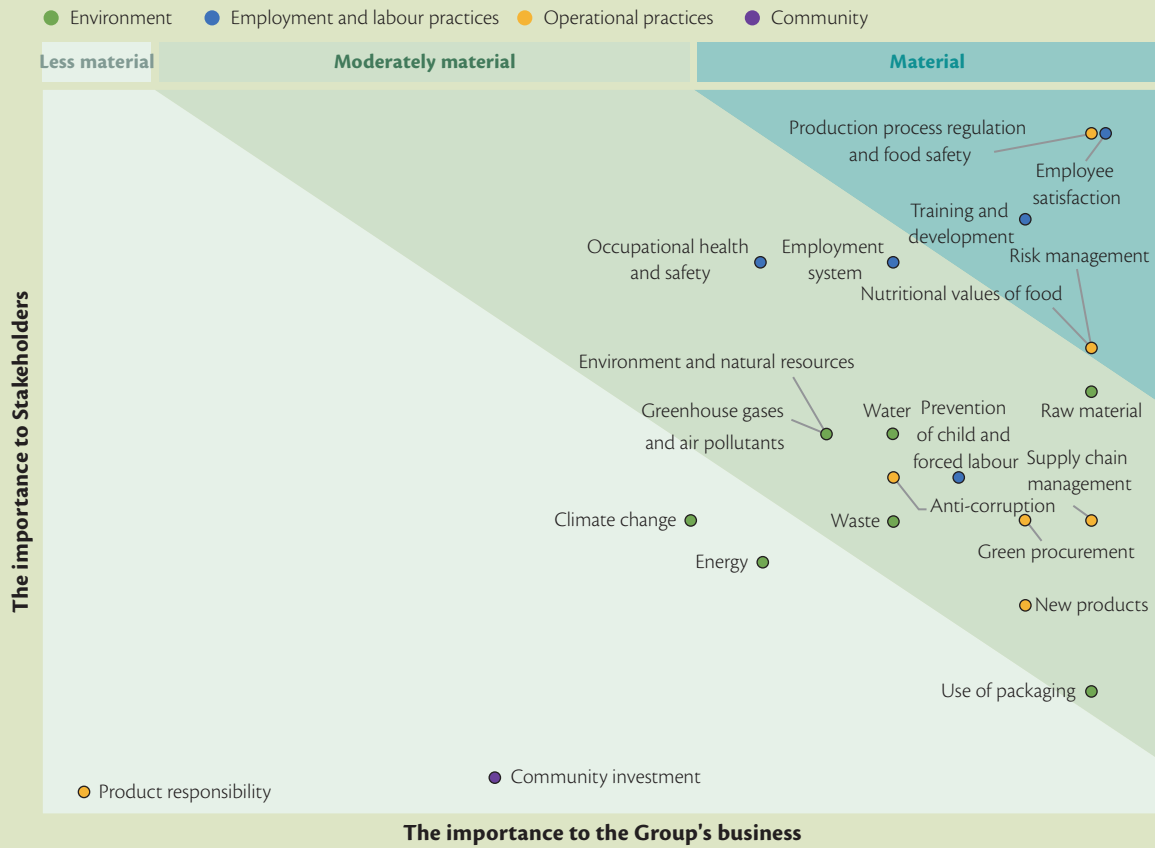 Environment
Employment and labour practices
Operational practices
Community
Less material
Moderately material
Material
Production process regulation
and food safety
Employee
satisfaction
Training and
development
Risk management
Occupational health
and safety
Employment
system
Nutritional values of food
Environment and natural resources
Greenhouse gases
and air pollutants
Water
Prevention
of child and
forced labour
Raw material
Supply chain
management
Anti-corruption
Climate change
Waste
Green procurement
Energy
New products
Use of packaging
Community investment
Product responsibility
The importance to Stakeholders
The importance to the Group's business